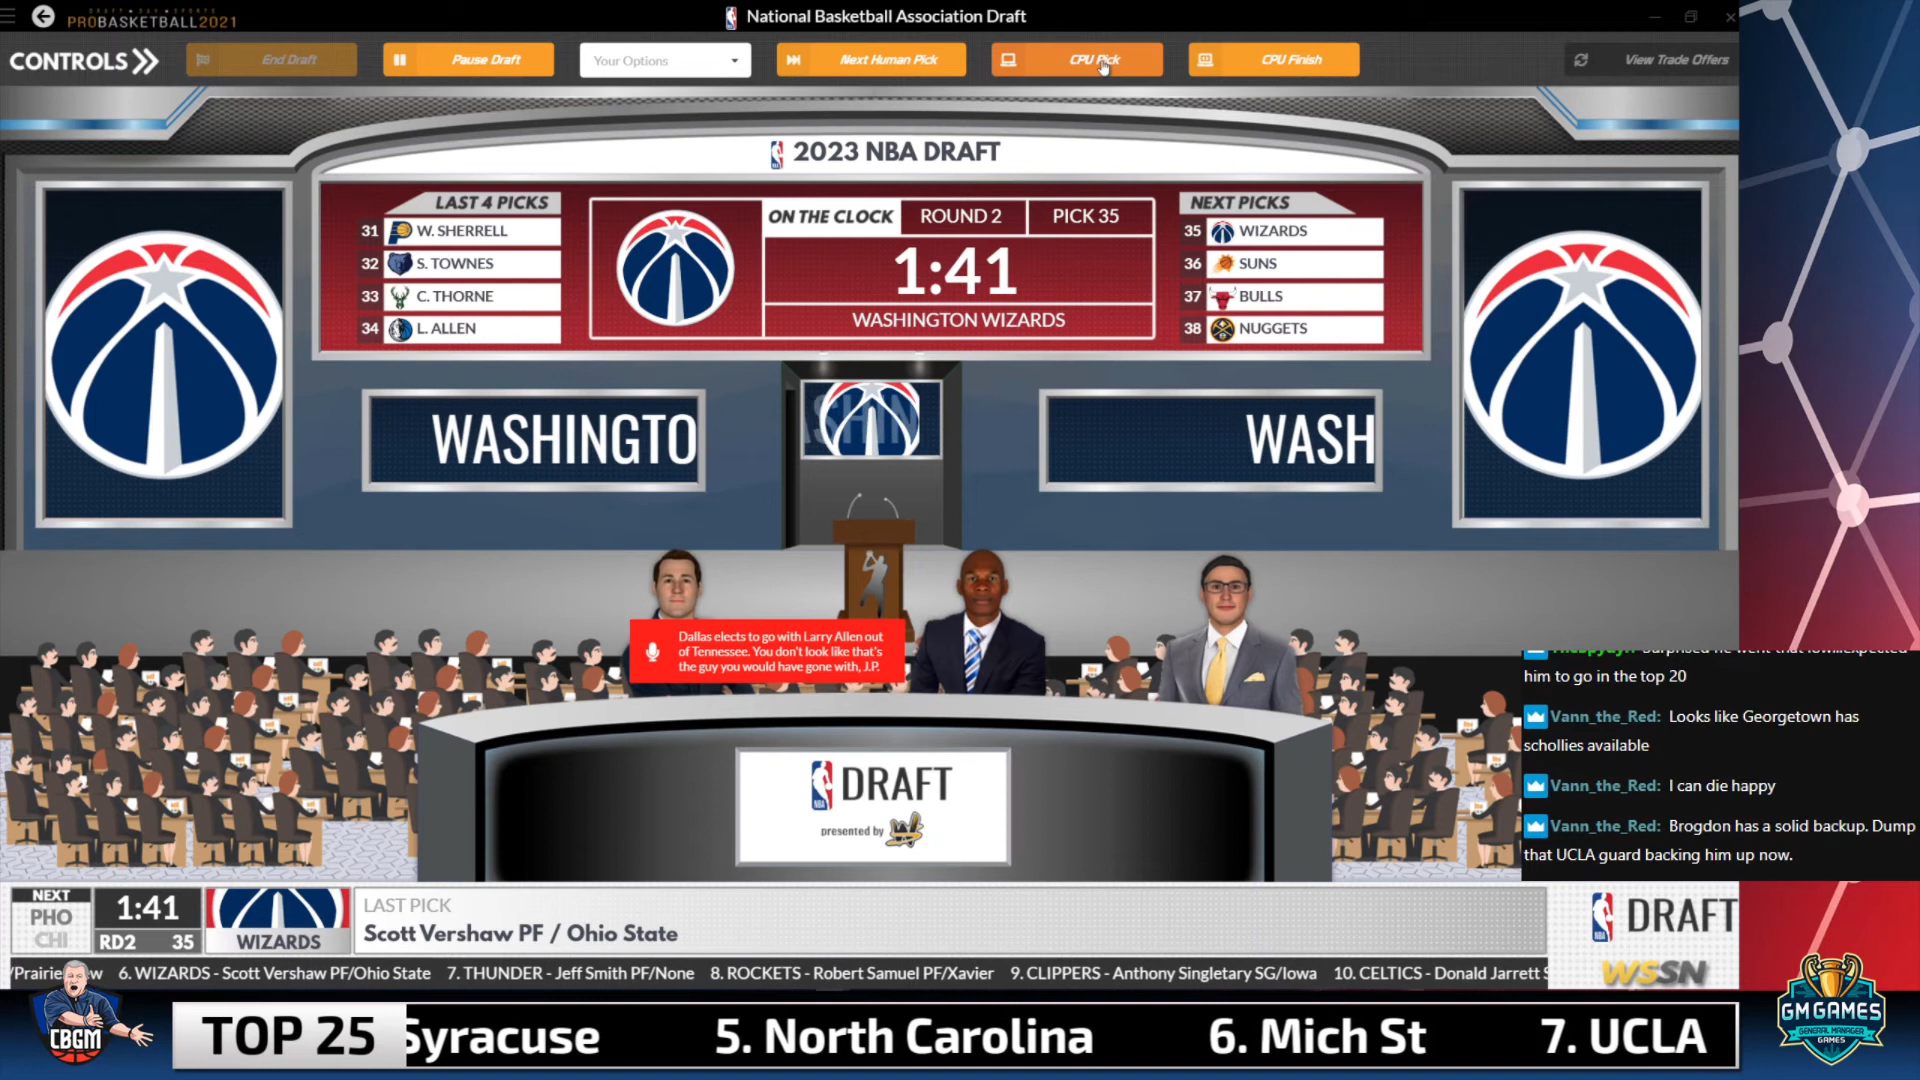 DRAFT DAY SPORTS
PROBASKETBALL2021
National Basketball Association Draft
CONTROLS
End Draft
Pause Draft
Your Options
Next Human Pick
CPU Pick
CPU Finish
View Trade Offers
2023 NBA DRAFT
LAST 4 PICKS
31 W. SHERRELL
32 S. TOWNES
33 C. THORNE
34 L. ALLEN
ON THE CLOCK ROUND 2 PICK 35
1:41
WASHINGTON WIZARDS
NEXT PICKS
35 WIZARDS
36 SUNS
37 BULLS
38 NUGGETS
WASHINGTO
WASH
Dallas elects to go with Larry Allen out
of Tennessee. You don't look like that's
the guy you would have gone with, J.P.
him to go in the top 20
Vann_the_Red: Looks like Georgetown has
schollies available
Vann_the_Red: I can die happy
Vann_the_Red: Brogdon has a solid backup. Dump
that UCLA guard backing him up now.
NBA DRAFT
presented by
NEXT
PHO
CHI
1:41
RD2 35
WIZARDS
LAST PICK
Scott Vershaw PF / Ohio State
DRAFT
WSSN
/Prairie 6. WIZARDS - Scott Vershaw PF/Ohio State 7. THUNDER - Jeff Smith PF/None 8. ROCKETS - Robert Samuel PF/Xavier 9. CLIPPERS - Anthony Singletary SG/Iowa 10. CELTICS - Donald Jarrett S
CBGM
TOP 25
Syracuse 5. North Carolina 6. Mich St 7. UCLA
GM GAMES
GENERAL MANAGER
GAMES